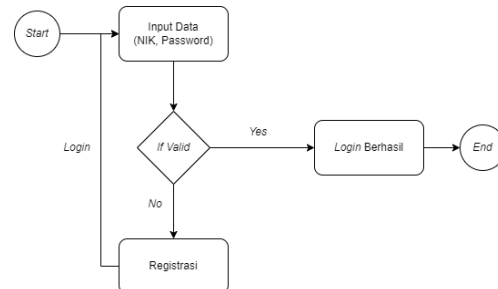 Start
Input Data
(NIK, Password)
Login
If Valid
Yes
Login Berhasil
End
No
Registrasi